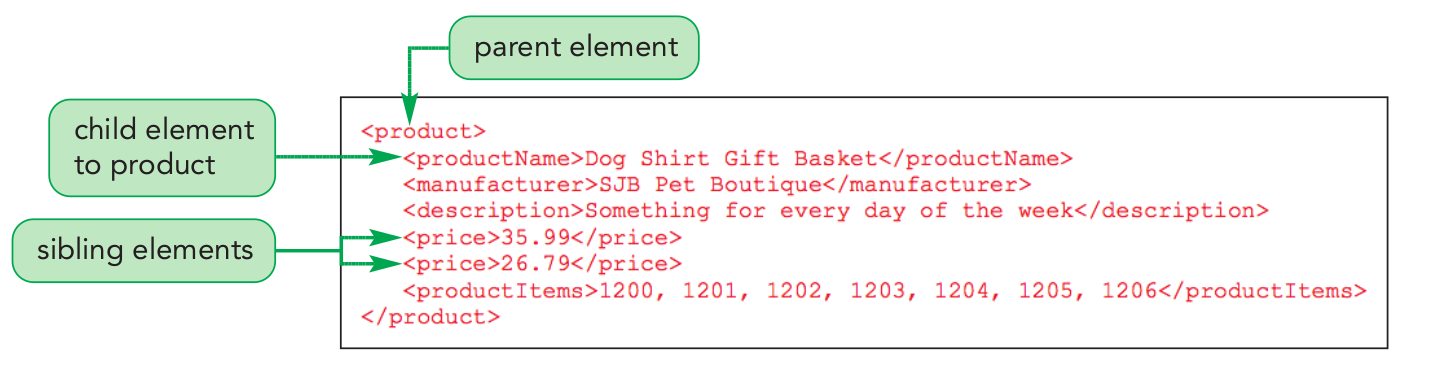 parent element
child element
to product
sibling elements
<product>
<productName>Dog Shirt Gift Basket</productName>
<manufacturer>SJB Pet Boutique</manufacturer>
<description>Something for every day of the week</description>
<price>35.99</price>
<price>26.79</price>
<productItems>1200, 1201, 1202, 1203, 1204, 1205, 1206</productItems>
</product>